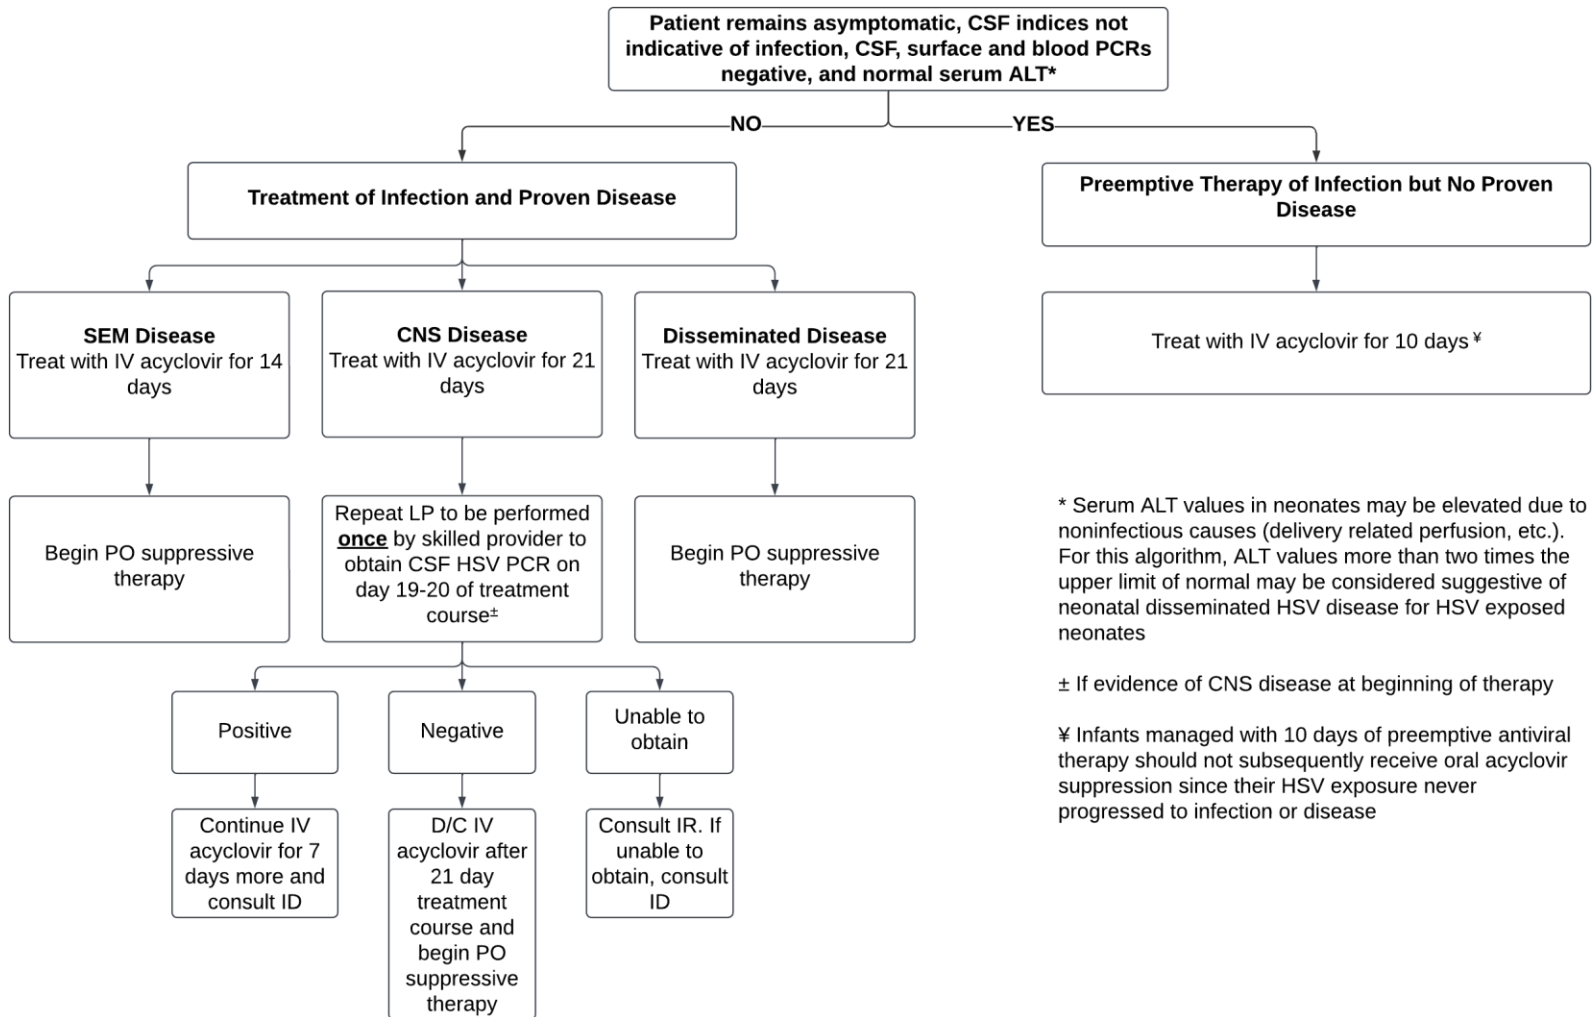 Patient remains asymptomatic, CSF indices not
indicative of infection, CSF, surface and blood PCRs
negative, and normal serum ALT*
NO
YES
Treatment of Infection and Proven Disease
Preemptive Therapy of Infection but No Proven
Disease
SEM Disease
Treat with IV acyclovir for 14
days
CNS Disease
Treat with IV acyclovir for 21
days
Disseminated Disease
Treat with IV acyclovir for 21
days
Treat with IV acyclovir for 10 days ¥
Begin PO suppressive
therapy
Repeat LP to be performed
once by skilled provider to
obtain CSF HSV PCR on
day 19-20 of treatment
course±
Begin PO suppressive
therapy
Positive
Negative
Unable to
obtain
Continue IV
acyclovir for 7
days more and
consult ID
D/C IV
acyclovir after
21 day
treatment
course and
begin PO
suppressive
therapy
Consult IR. If
unable to
obtain, consult
ID
* Serum ALT values in neonates may be elevated due to
noninfectious causes (delivery related perfusion, etc.).
For this algorithm, ALT values more than two times the
upper limit of normal may be considered suggestive of
neonatal disseminated HSV disease for HSV exposed
neonates
± If evidence of CNS disease at beginning of therapy
¥ Infants managed with 10 days of preemptive antiviral
therapy should not subsequently receive oral acyclovir
suppression since their HSV exposure never
progressed to infection or disease